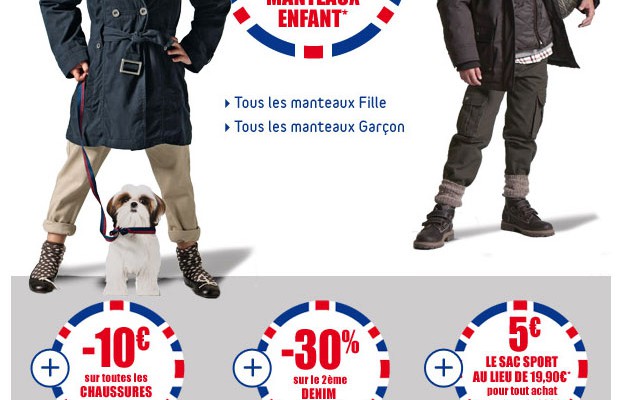 MANTEAUX
ENFANT*
Tous les manteaux Fille
Tous les manteaux Garçon
-10€
sur toutes les
CHAUSSURES
-30%
sur le 2ème
DENIM
5€
LE SAC SPORT
AU LIEU DE 19,90€*
pour tout achat